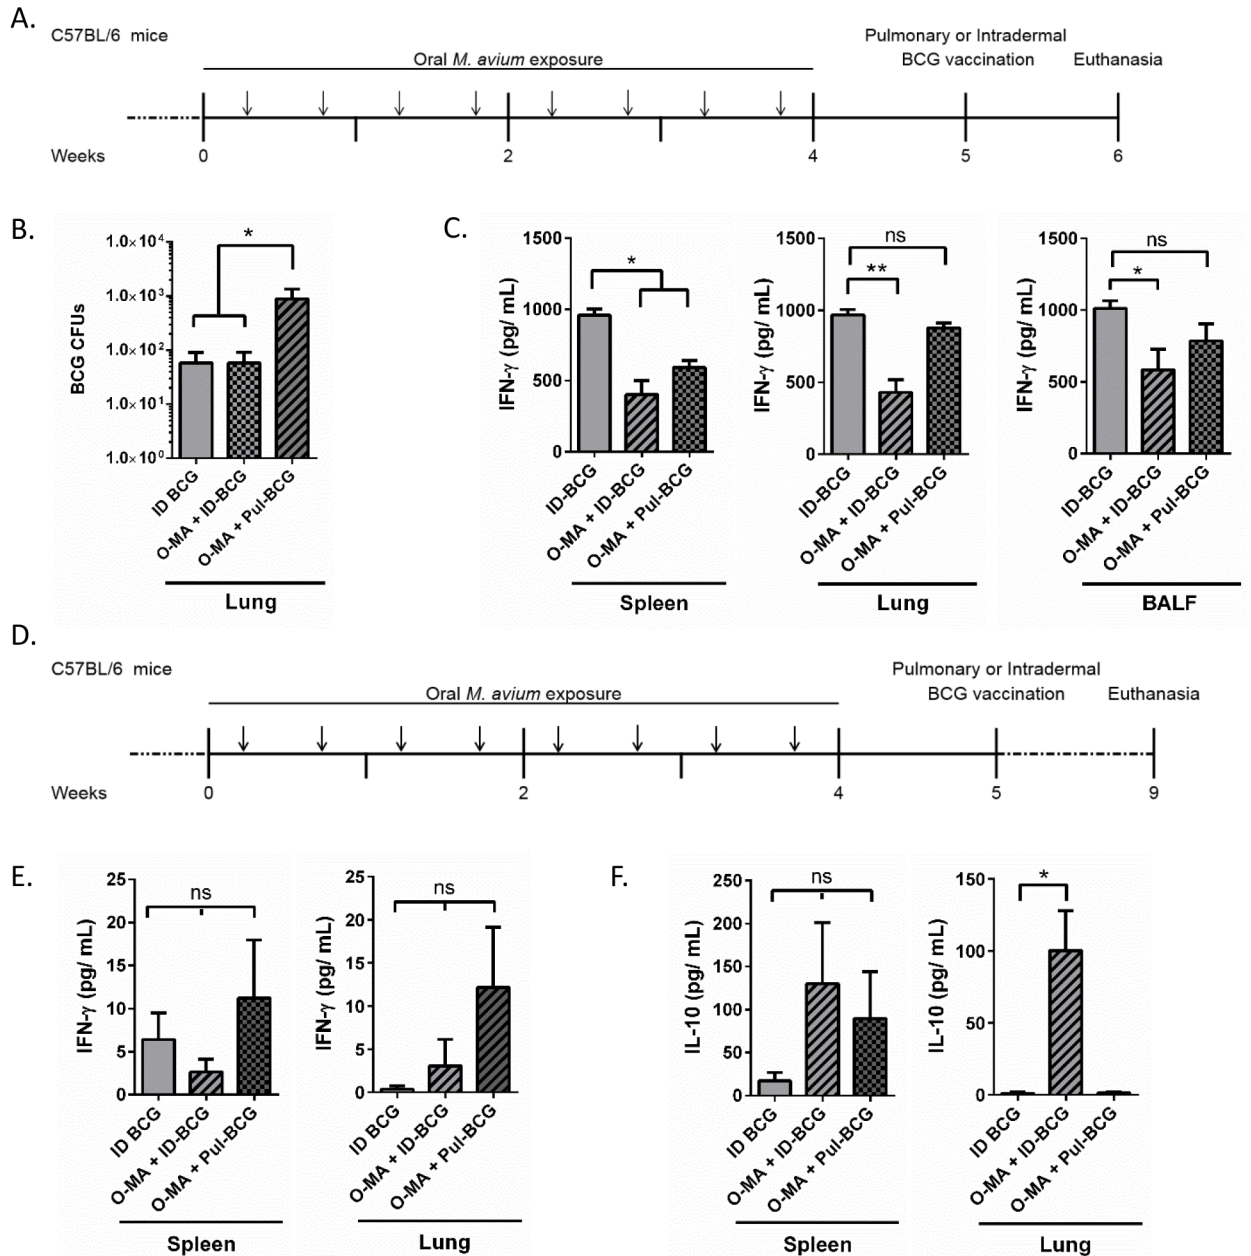 A.
C57BL/6 mice
Pulmonary or Intradermal
Oral M. avium exposure
BCG vaccination
Euthanasia
Weeks
0
2
4
5
6
B.
BCG CFUs
1.0×10⁴
1.0×10³
1.0×10²
1.0×10¹
1.0×10⁰
*
ID BCG
O-MA + ID-BCG
O-MA + Pul-BCG
Lung
C.
IFN-γ (pg/ mL)
1500
1000
500
0
*
ID-BCG
O-MA + ID-BCG
O-MA + Pul-BCG
Spleen
IFN-γ (pg/ mL)
1500
1000
500
0
ns
**
ID-BCG
O-MA + ID-BCG
O-MA + Pul-BCG
Lung
IFN-γ (pg/ mL)
1500
1000
500
0
ns
*
ID-BCG
O-MA + ID-BCG
O-MA + Pul-BCG
BALF
D.
C57BL/6 mice
Pulmonary or Intradermal
Oral M. avium exposure
BCG vaccination
Euthanasia
Weeks
0
2
4
5
9
E.
IFN-γ (pg/ mL)
25
20
15
10
5
0
ns
ID BCG
O-MA + ID-BCG
O-MA + Pul-BCG
Spleen
IFN-γ (pg/ mL)
25
20
15
10
5
0
ns
ID BCG
O-MA + ID-BCG
O-MA + Pul-BCG
Lung
F.
IL-10 (pg/ mL)
250
200
150
100
50
0
ns
ID BCG
O-MA + ID-BCG
O-MA + Pul-BCG
Spleen
IL-10 (pg/ mL)
150
100
50
0
*
ID BCG
O-MA + ID-BCG
O-MA + Pul-BCG
Lung